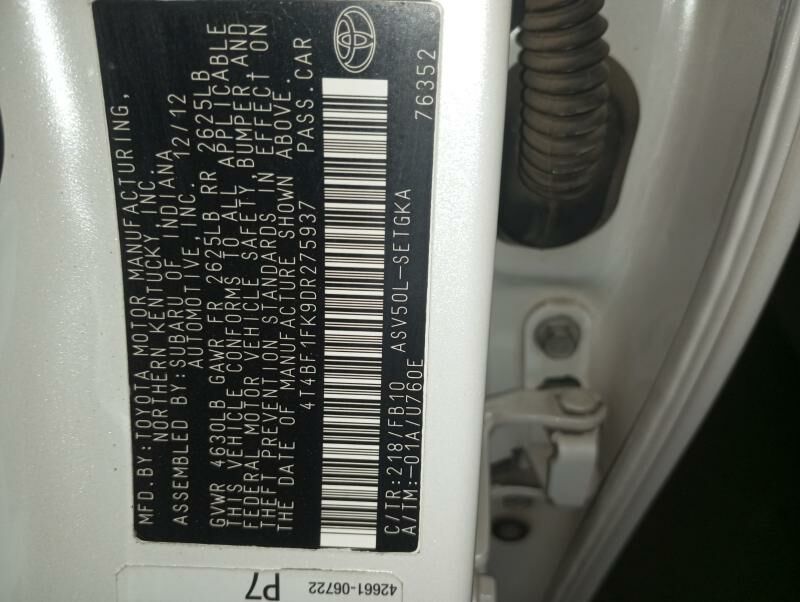 MFD. BY: TOYOTA MOTOR MANUFACTURING,
NORTHERN KENTUCKY, INC.
ASSEMBLED BY: SUBARU OF INDIANA
AUTOMOTIVE, INC. 12/12
GVWR 4630LB GAWR FR 2625LB RR 2625LB
THIS VEHICLE CONFORMS TO ALL APPLICABLE
FEDERAL MOTOR VEHICLE SAFETY, BUMPER AND
THEFT PREVENTION STANDARDS IN EFFECT ON
THE DATE OF MANUFACTURE SHOWN ABOVE.
4T4BF1FK9DR275937 PASS. CAR
C/TR: 218/FB10 ASV50L-SETGKA 76352
A/TM: -01A/U760E
42661-06722
P7